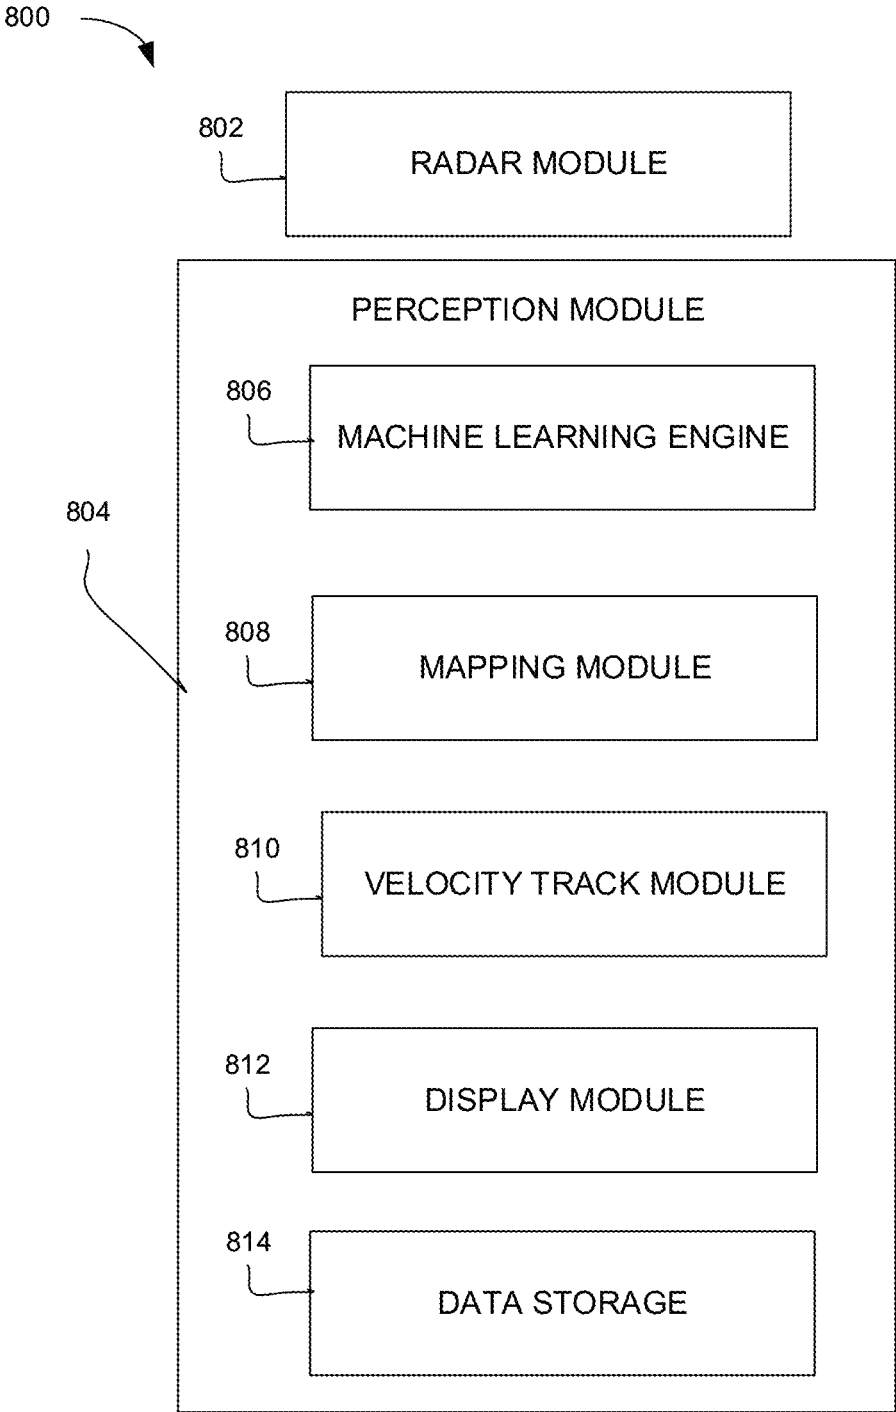 800
802
RADAR MODULE
PERCEPTION MODULE
806
MACHINE LEARNING ENGINE
804
808
MAPPING MODULE
810
VELOCITY TRACK MODULE
812
DISPLAY MODULE
814
DATA STORAGE